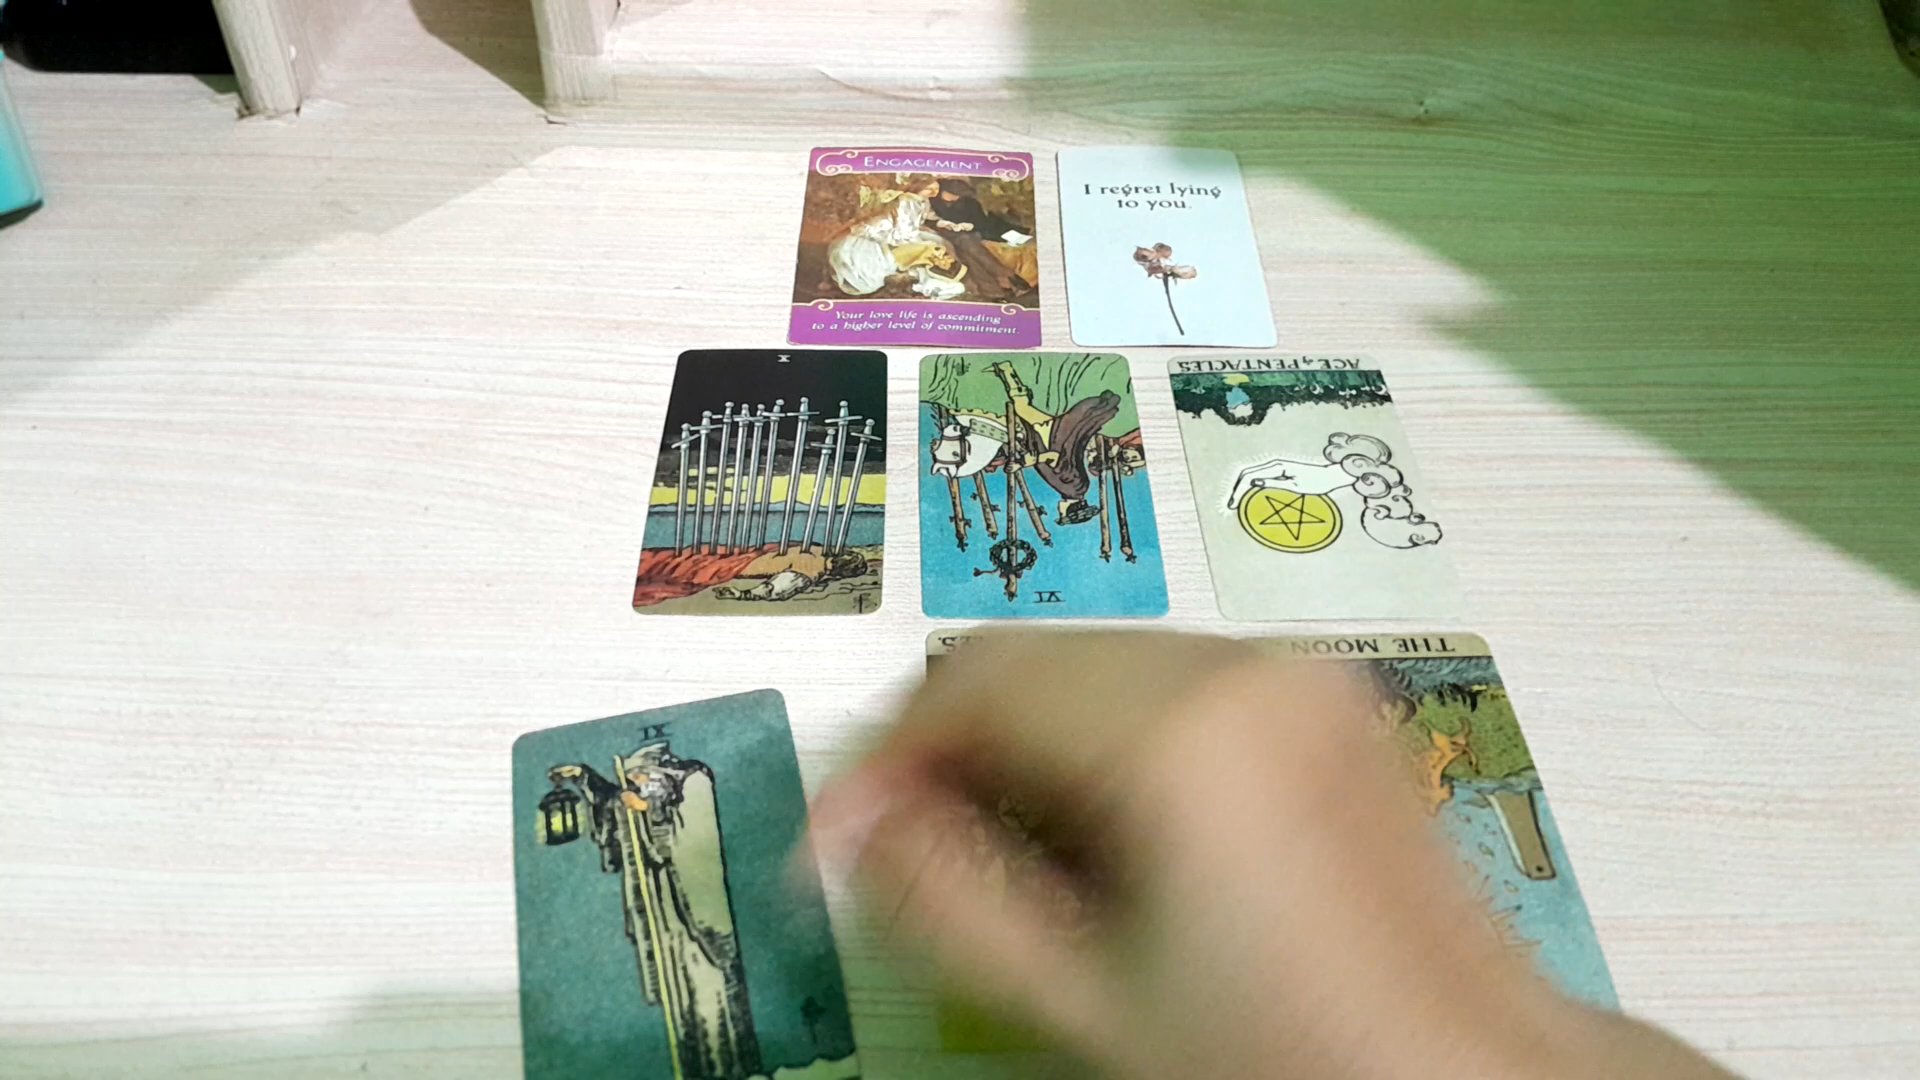 ENGAGEMENT
Your love life is ascending
to a higher level of commitment.
I regret lying
to you.
X
VI
ACE of PENTACLES
THE MOON.
IX